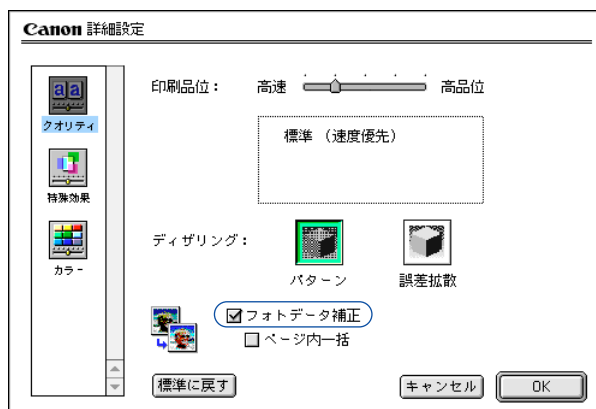 Canon 詳細設定
クオリティ
特殊効果
カラー
印刷品位： 高速 高品位
標準 （速度優先）
ディザリング：
パターン 誤差拡散
フォトデータ補正
ページ内一括
標準に戻す キャンセル OK